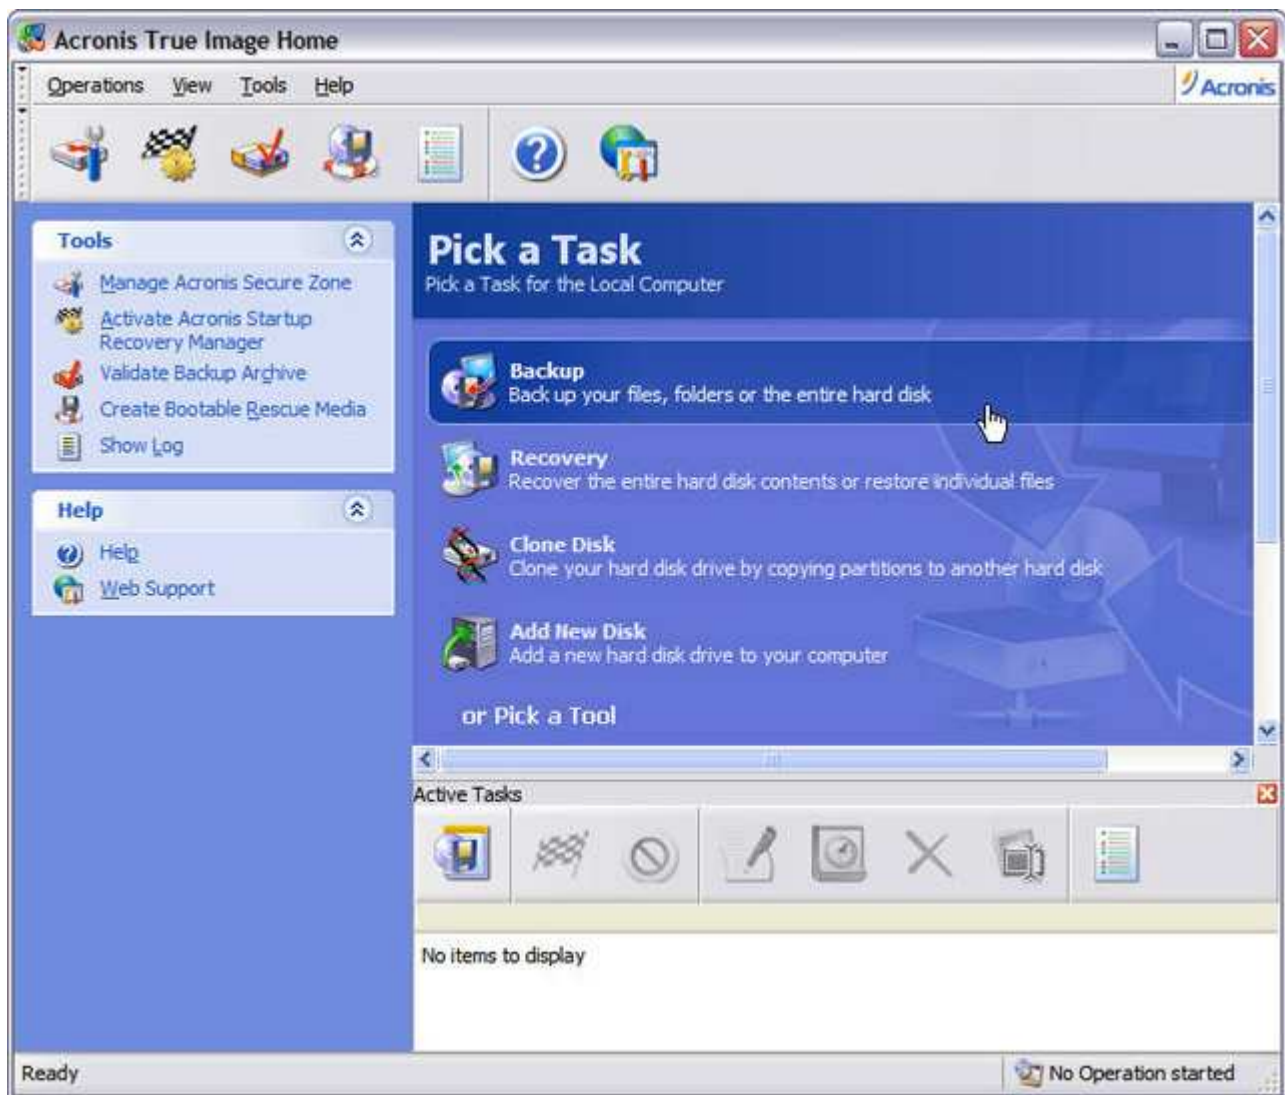 Acronis True Image Home
Operations View Tools Help
Acronis
Tools
Manage Acronis Secure Zone
Activate Acronis Startup
Recovery Manager
Validate Backup Archive
Create Bootable Rescue Media
Show Log
Help
Help
Web Support
Pick a Task
Pick a Task for the Local Computer
Backup
Back up your files, folders or the entire hard disk
Recovery
Recover the entire hard disk contents or restore individual files
Clone Disk
Clone your hard disk drive by copying partitions to another hard disk
Add New Disk
Add a new hard disk drive to your computer
or Pick a Tool
Active Tasks
No items to display
Ready
No Operation started